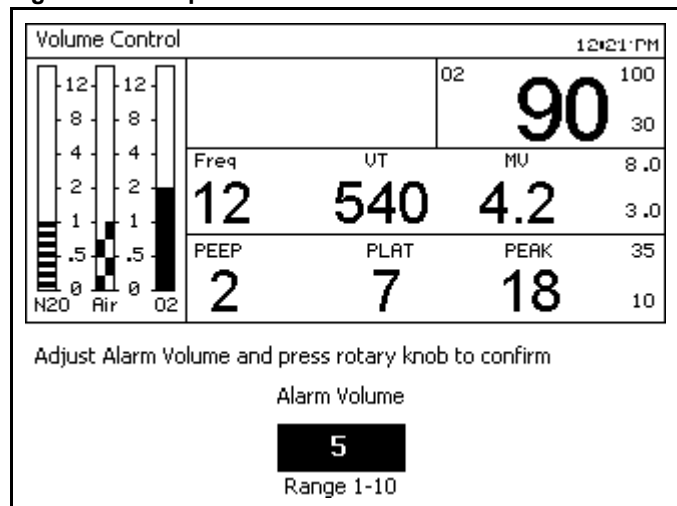 Volume Control
12:21 PM
12 12
8 8
4 4
2 2
1 1
.5 .5
0 0
N2O Air O2
O2 90 100
30
Freq VT MV 8.0
12 540 4.2 3.0
PEEP PLAT PEAK 35
2 7 18 10
Adjust Alarm Volume and press rotary knob to confirm
Alarm Volume
5
Range 1-10